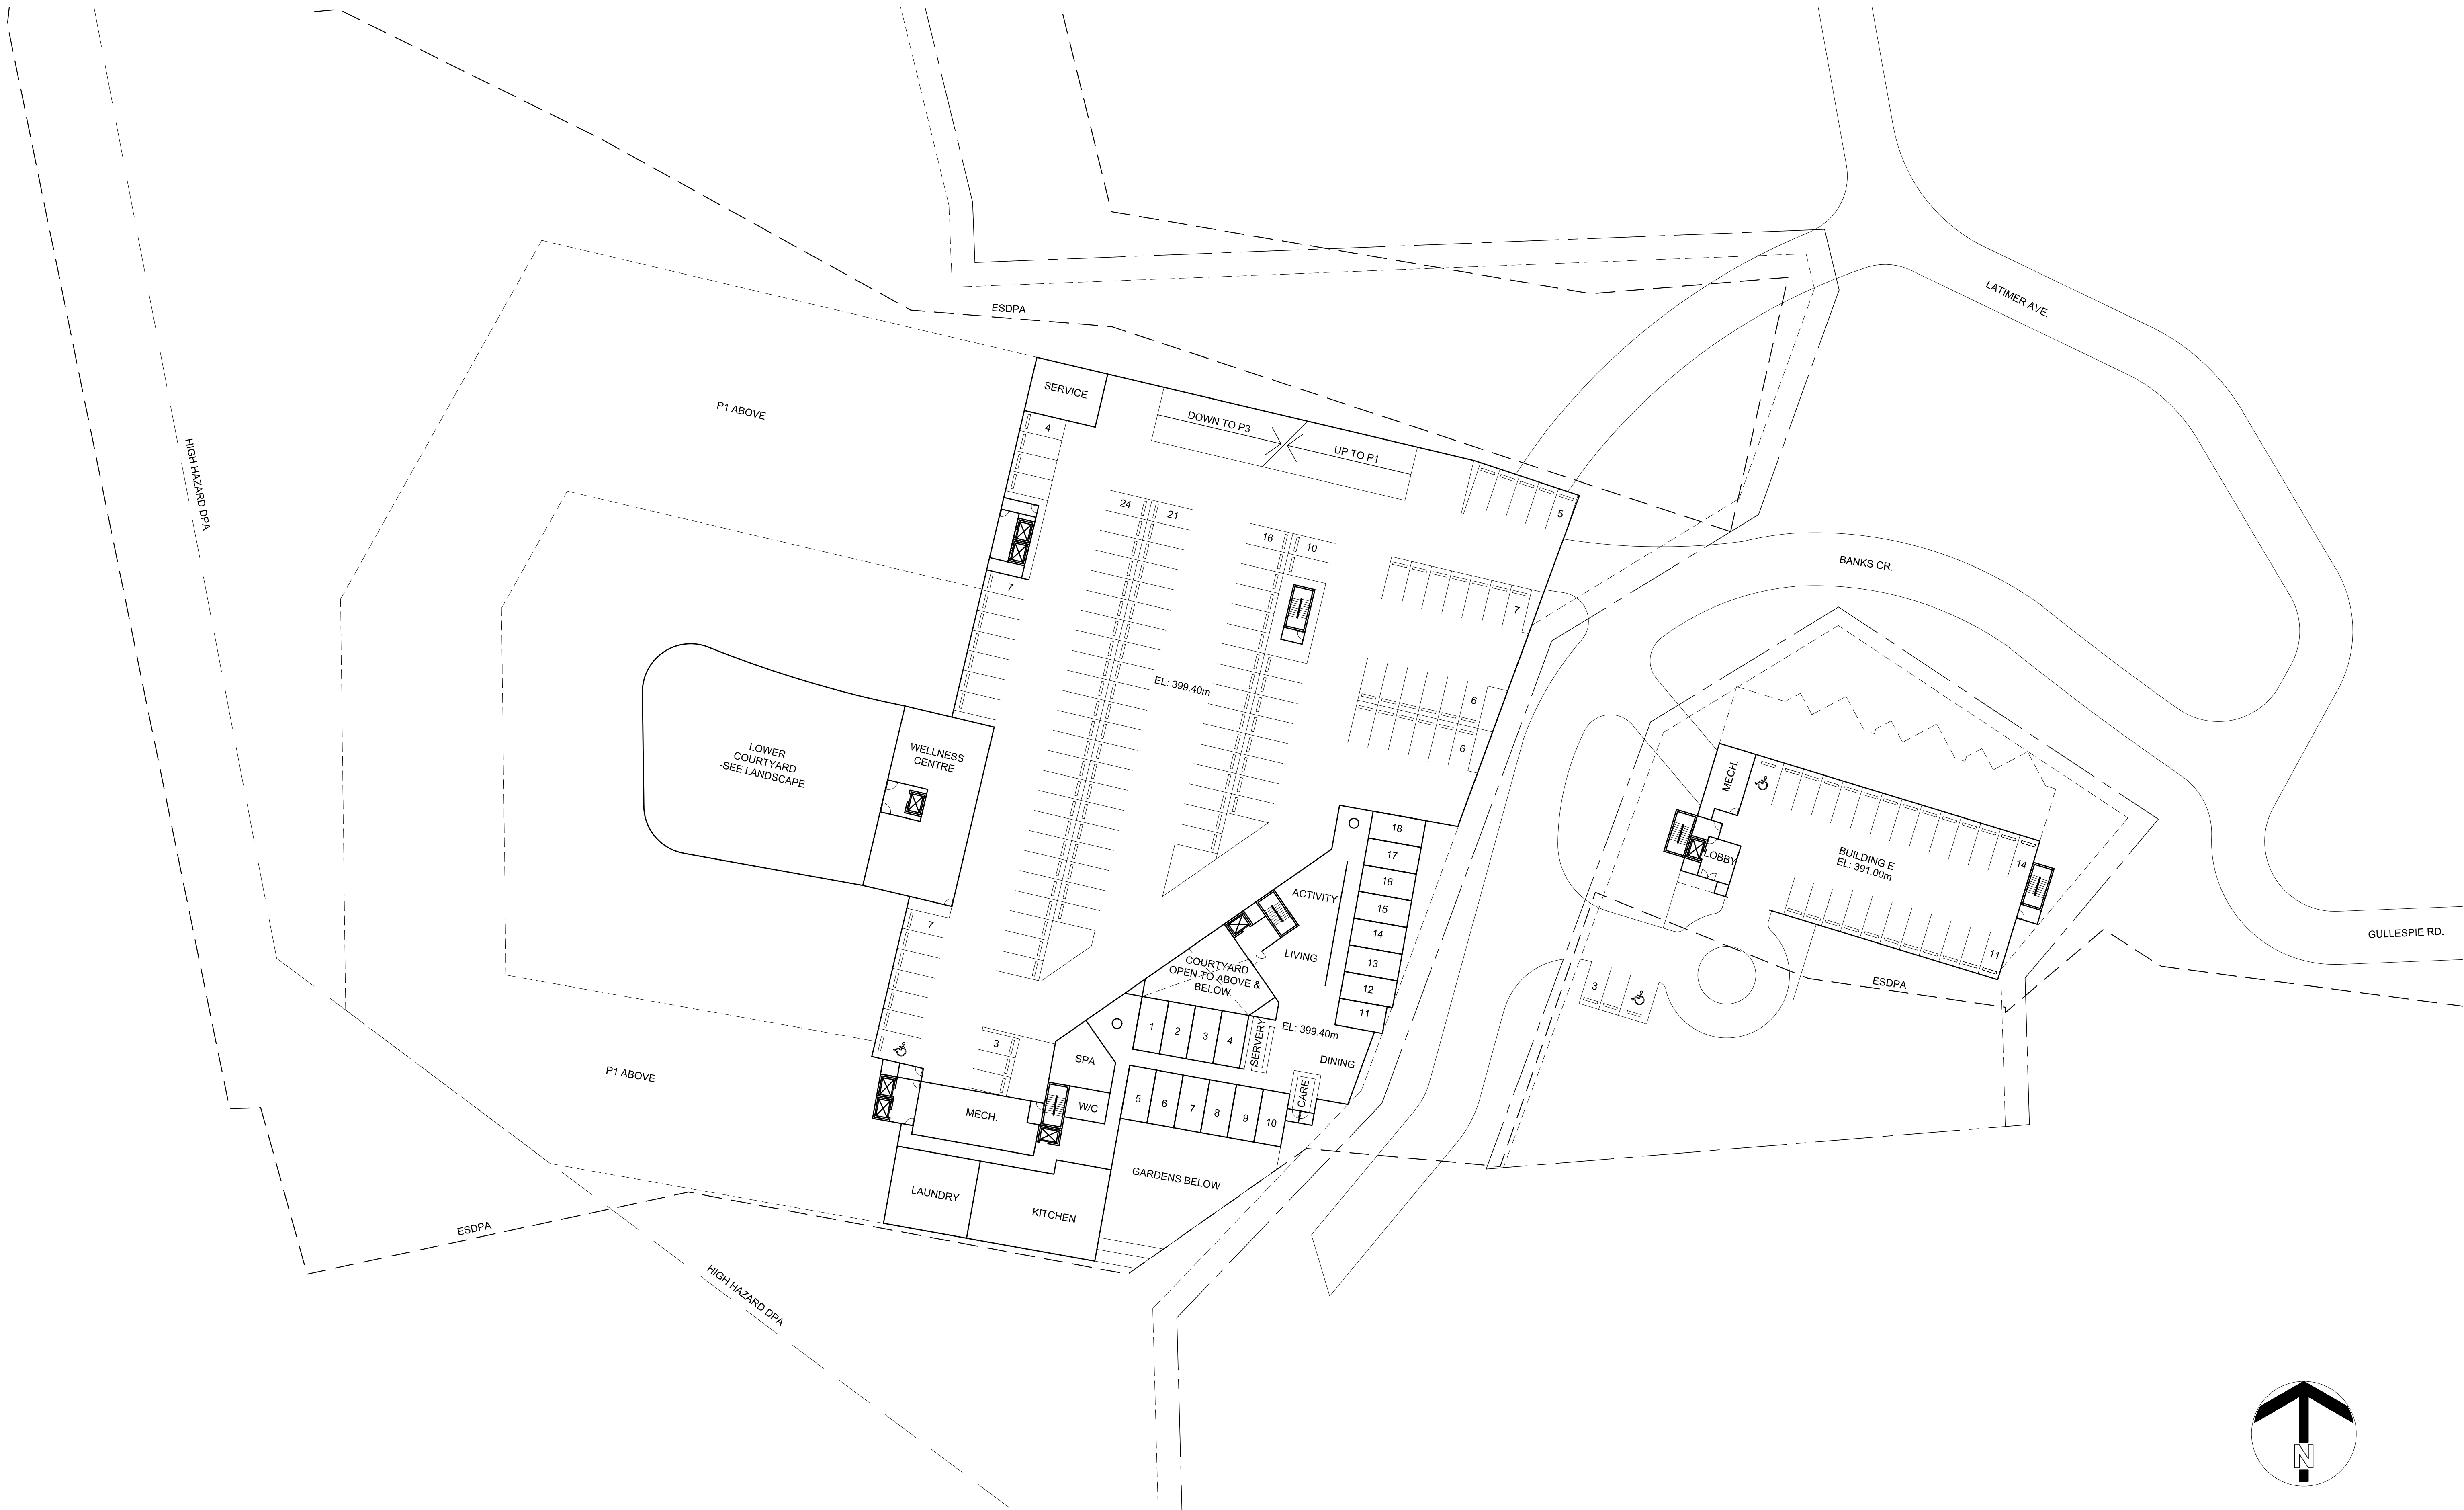 ESDPA
LATIMER AVE.
SERVICE
P1 ABOVE
4
DOWN TO P3
UP TO P1
HIGH HAZARD DPA
24
21
5
16
10
BANKS CR.
7
7
EL: 399.40m
6
6
LOWER
COURTYARD
-SEE LANDSCAPE
WELLNESS
CENTRE
MECH.
LOBBY
BUILDING E
EL: 391.00m
14
11
18
17
16
15
14
13
12
11
ACTIVITY
LIVING
7
COURTYARD
OPEN TO ABOVE &
BELOW
GULLESPIE RD.
ESDPA
3
1
2
3
4
SERVERY
EL: 399.40m
DINING
3
SPA
P1 ABOVE
W/C
MECH.
5
6
7
8
9
10
CARE
GARDENS BELOW
LAUNDRY
KITCHEN
ESDPA
HIGH HAZARD DPA
N